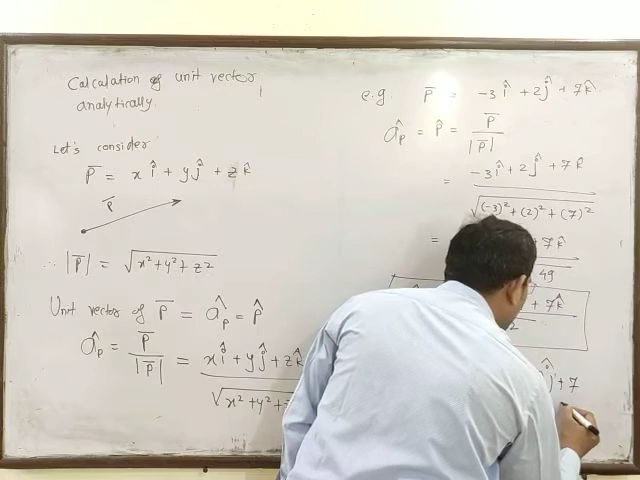 Calculation of unit vector
analytically.
Let's consider
P̄ = x î + y ĵ + z k̂
P̄
∴ |P̄| = √x² + y² + z²
Unit vector of P̄ = âₚ = P̂
âₚ = P̄ / |P̄| = x î + y ĵ + z k̂
√x² + y² +
e.g. P̄ = -3 î + 2 ĵ + 7 k̂
âₚ = P̂ = P̄ / |P̄|
= -3 î + 2 ĵ + 7 k̂
√(-3)² + (2)² + (7)²
= + 7 k̂
49
+ 7 k̂
2
ĵ + 7